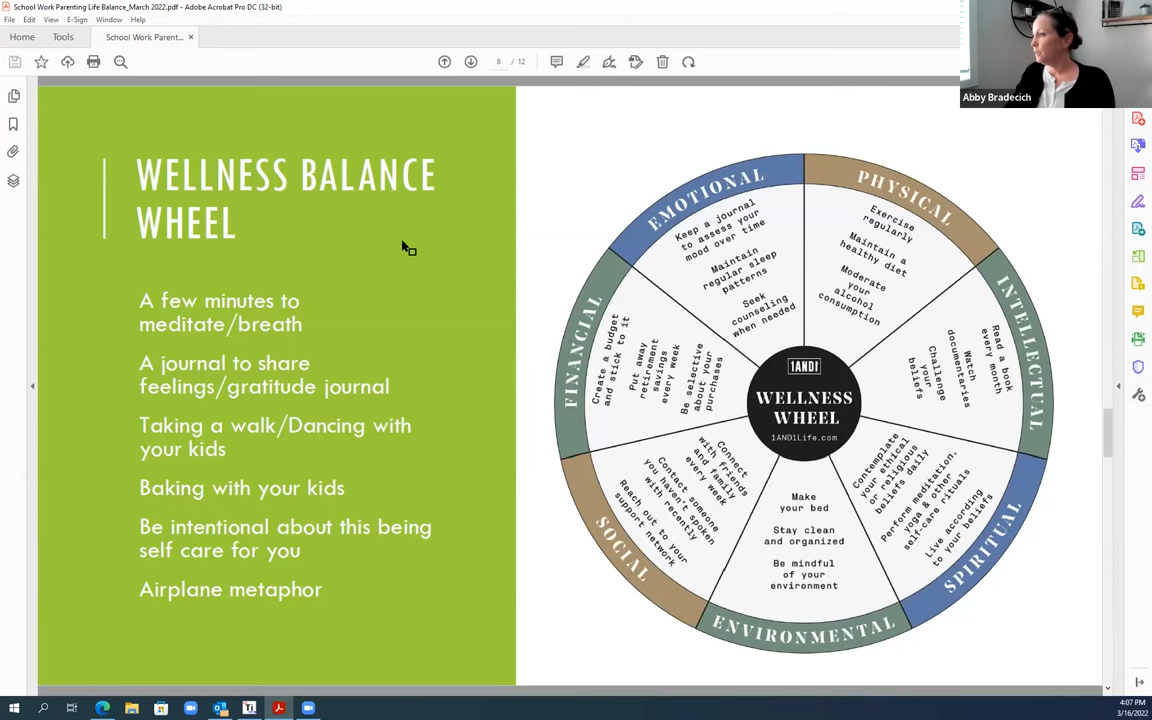 School Work Parenting Life Balance_March 2022.pdf - Adobe Acrobat Pro DC (32-bit)
File Edit View E-Sign Window Help
Home Tools School Work Parent... ×
8 / 12
Abby Bradecich
WELLNESS BALANCE
WHEEL
A few minutes to
meditate/breath
A journal to share
feelings/gratitude journal
Taking a walk/Dancing with
your kids
Baking with your kids
Be intentional about this being
self care for you
Airplane metaphor
EMOTIONAL
Keep a journal
to assess your
mood over time
Maintain
regular sleep
patterns
Seek
counseling
when needed
PHYSICAL
Exercise
regularly
Maintain a
healthy diet
Moderate
your
alcohol
consumption
INTELLECTUAL
Read a book
every month
Watch
documentaries
Challenge
your
beliefs
SPIRITUAL
Contemplate
your ethical
or religious
beliefs daily
Perform meditation,
yoga & other
self-care rituals
Live according
to your beliefs
ENVIRONMENTAL
Make
your bed
Stay clean
and organized
Be mindful
of your
environment
SOCIAL
Connect
with friends
and family
every week
Contact someone
you haven't spoken
with recently
Reach out to your
support network
FINANCIAL
Create a budget
and stick to it
Put away
retirement
savings
every week
Be selective
about your
purchases
1AND1
WELLNESS
WHEEL
1AND1Life.com
4:07 PM
3/16/2022